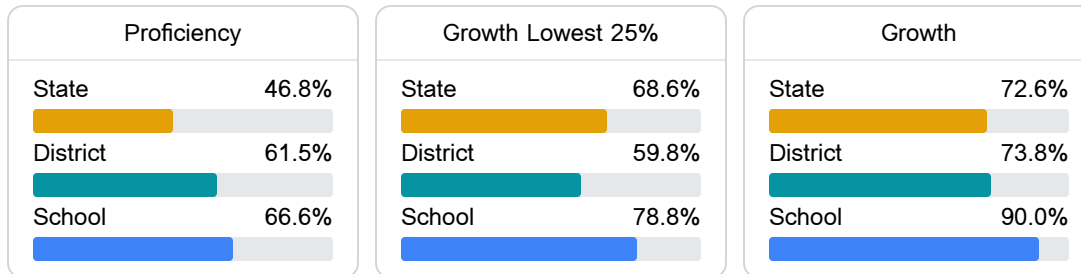 Proficiency
State 46.8%
District 61.5%
School 66.6%
Growth Lowest 25%
State 68.6%
District 59.8%
School 78.8%
Growth
State 72.6%
District 73.8%
School 90.0%